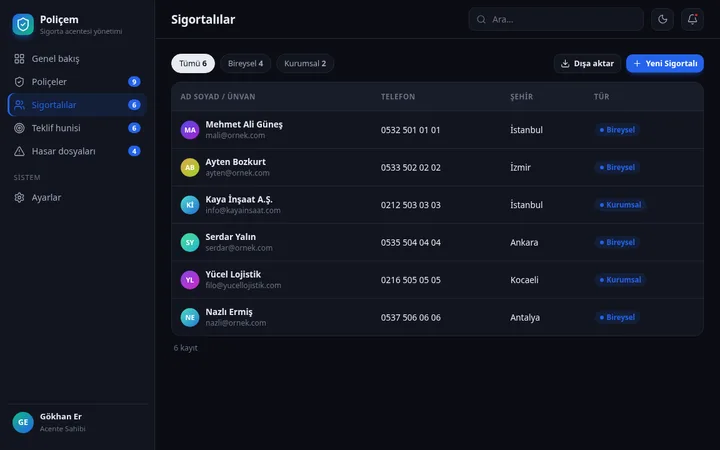 Poliçem
Sigorta acentesi yönetimi
Genel bakış
Poliçeler 9
Sigortalılar 6
Teklif hunisi 6
Hasar dosyaları 4
SİSTEM
Ayarlar
GE
Gökhan Er
Acente Sahibi
Sigortalılar
Ara…
Tümü 6
Bireysel 4
Kurumsal 2
Dışa aktar
+ Yeni Sigortalı
AD SOYAD / ÜNVAN TELEFON ŞEHİR TÜR
MA Mehmet Ali Güneş 0532 501 01 01 İstanbul Bireysel
mali@ornek.com
AB Ayten Bozkurt 0533 502 02 02 İzmir Bireysel
ayten@ornek.com
Kİ Kaya İnşaat A.Ş. 0212 503 03 03 İstanbul Kurumsal
info@kayainsaat.com
SY Serdar Yalın 0535 504 04 04 Ankara Bireysel
serdar@ornek.com
YL Yücel Lojistik 0216 505 05 05 Kocaeli Kurumsal
filo@yucellojistik.com
NE Nazlı Ermiş 0537 506 06 06 Antalya Bireysel
nazli@ornek.com
6 kayıt